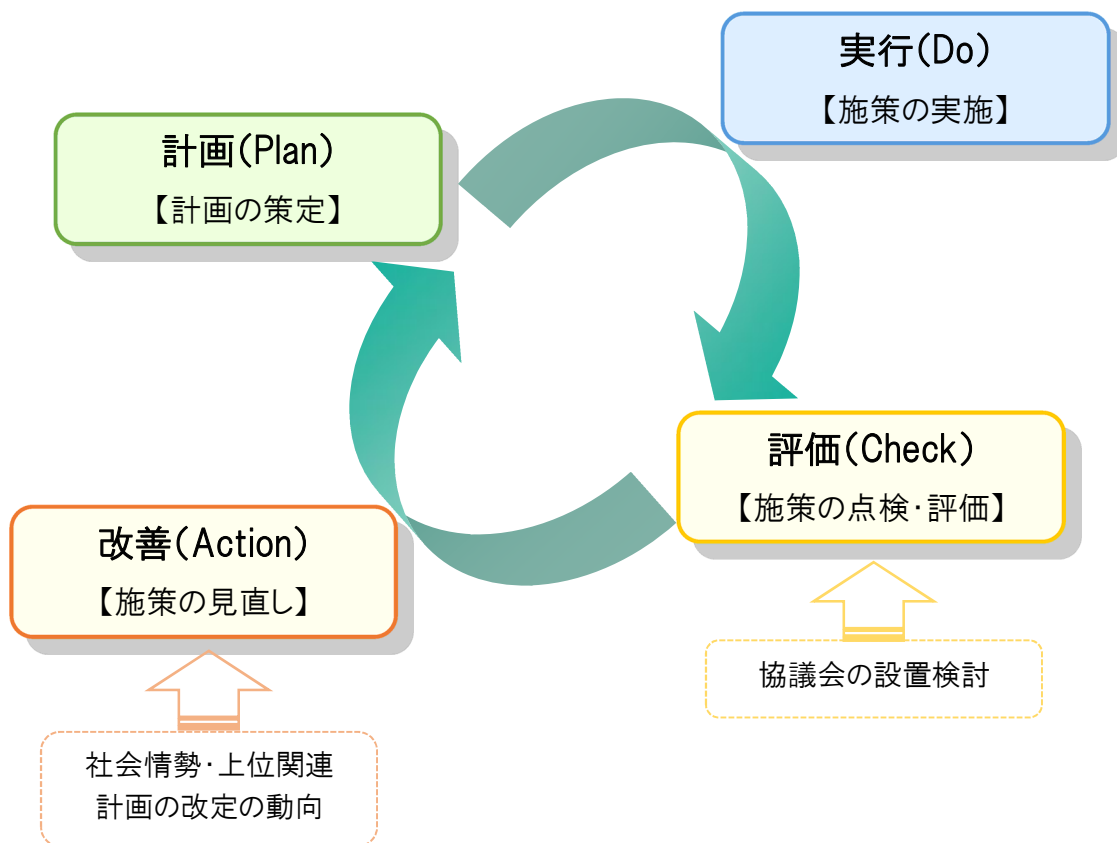 計画(Plan)
【計画の策定】
実行(Do)
【施策の実施】
評価(Check)
【施策の点検・評価】
協議会の設置検討
改善(Action)
【施策の見直し】
社会情勢・上位関連
計画の改定の動向